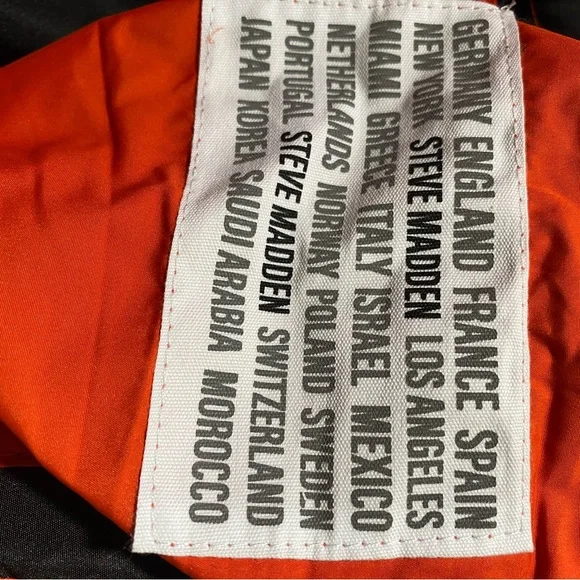 GERMANY ENGLAND FRANCE SPAIN
NEW YORK STEVE MADDEN LOS ANGELES
MIAMI GREECE ITALY ISRAEL MEXICO
NETHERLANDS NORWAY POLAND SWEDEN
PORTUGAL STEVE MADDEN SWITZERLAND
JAPAN KOREA SAUDI ARABIA MOROCCO